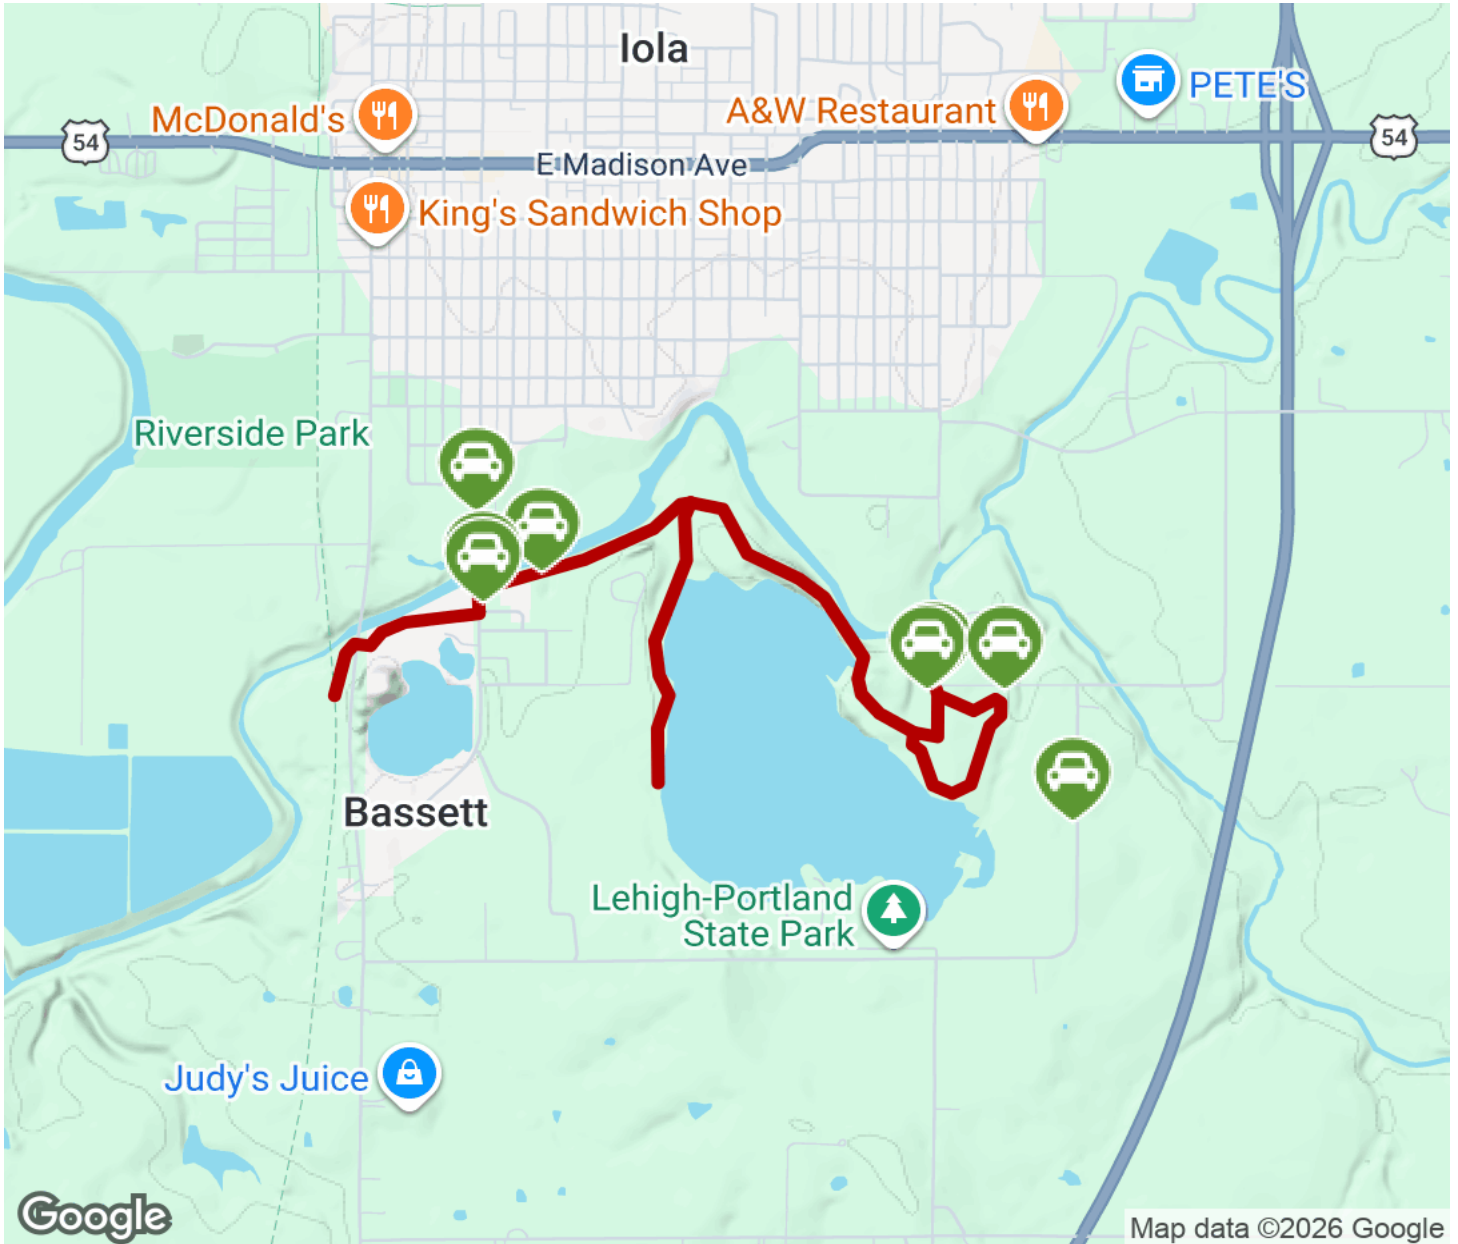 Iola
McDonald's
A&W Restaurant
PETE'S
54
54
E Madison Ave
King's Sandwich Shop
Riverside Park
Bassett
Lehigh-Portland
State Park
Judy's Juice
Google
Map data ©2026 Google